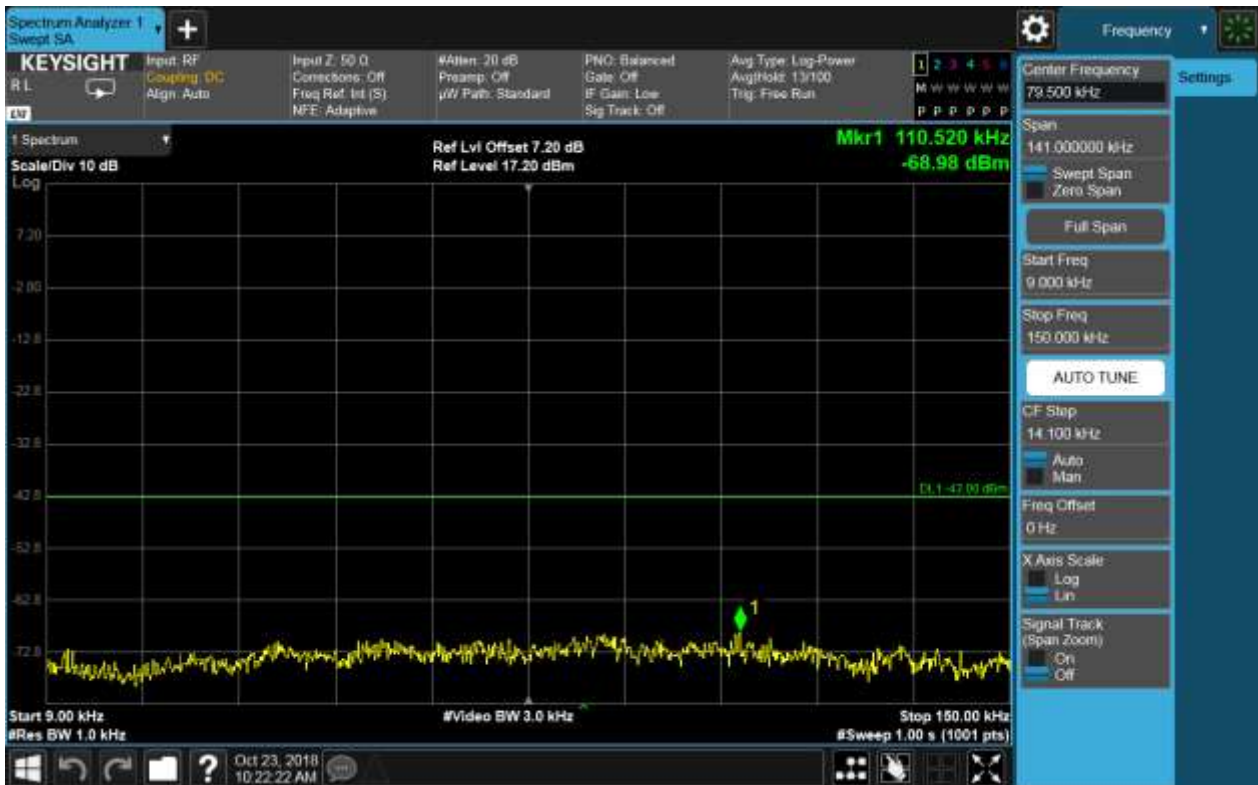 Spectrum Analyzer 1
Swept SA
Frequency
KEYSIGHT
R L
Input: RF
Coupling: DC
Align: Auto
Input Z: 50 Ω
Corrections: Off
Freq Ref: Int (S)
NFE: Adaptive
#Atten: 20 dB
Preamp: Off
µW Path: Standard
PNO: Balanced
Gate: Off
IF Gain: Low
Sig Track: Off
Avg Type: Log-Power
Avg|Hold: 13/100
Trig: Free Run
1 2 3 4 5 6
M W W W W W
P P P P P P
1 Spectrum
Scale/Div 10 dB
Log
Ref Lvl Offset 7.20 dB
Ref Level 17.20 dBm
Mkr1 110.520 kHz
-68.98 dBm
7.20
-2.80
-12.8
-22.8
-32.8
-42.8
-52.8
-62.8
-72.8
DL1 -43.00 dBm
1
Start 9.00 kHz
#Res BW 1.0 kHz
#Video BW 3.0 kHz
Stop 150.00 kHz
#Sweep 1.00 s (1001 pts)
Oct 23, 2018
10:22:22 AM
Center Frequency
79.500 kHz
Settings
Span
141.000000 kHz
Swept Span
Zero Span
Full Span
Start Freq
9.000 kHz
Stop Freq
150.000 kHz
AUTO TUNE
CF Step
14.100 kHz
Auto
Man
Freq Offset
0 Hz
X Axis Scale
Log
Lin
Signal Track
(Span Zoom)
On
Off